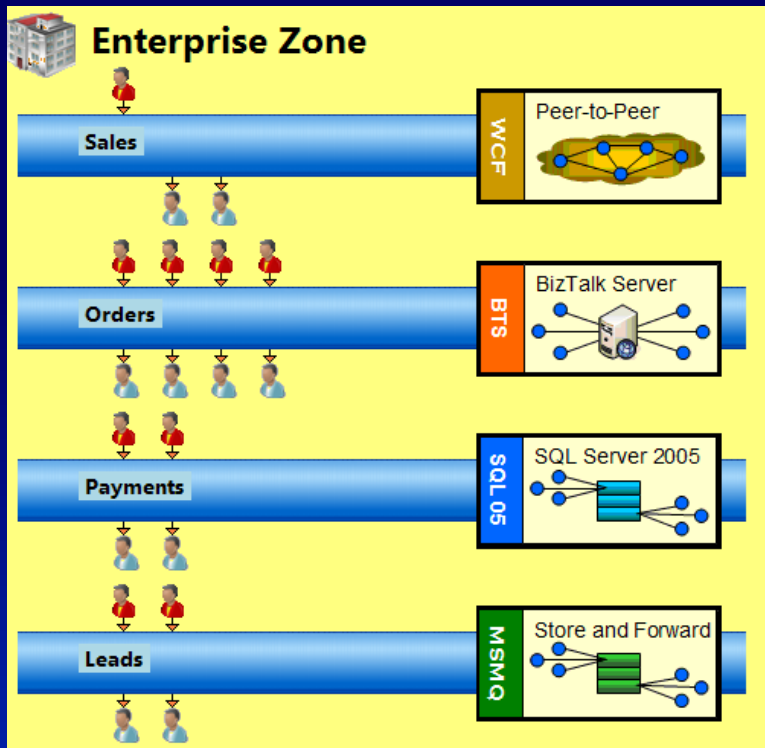 Enterprise Zone
Sales
WCF
Peer-to-Peer
Orders
BTS
BizTalk Server
Payments
SQL 05
SQL Server 2005
Leads
MSMQ
Store and Forward